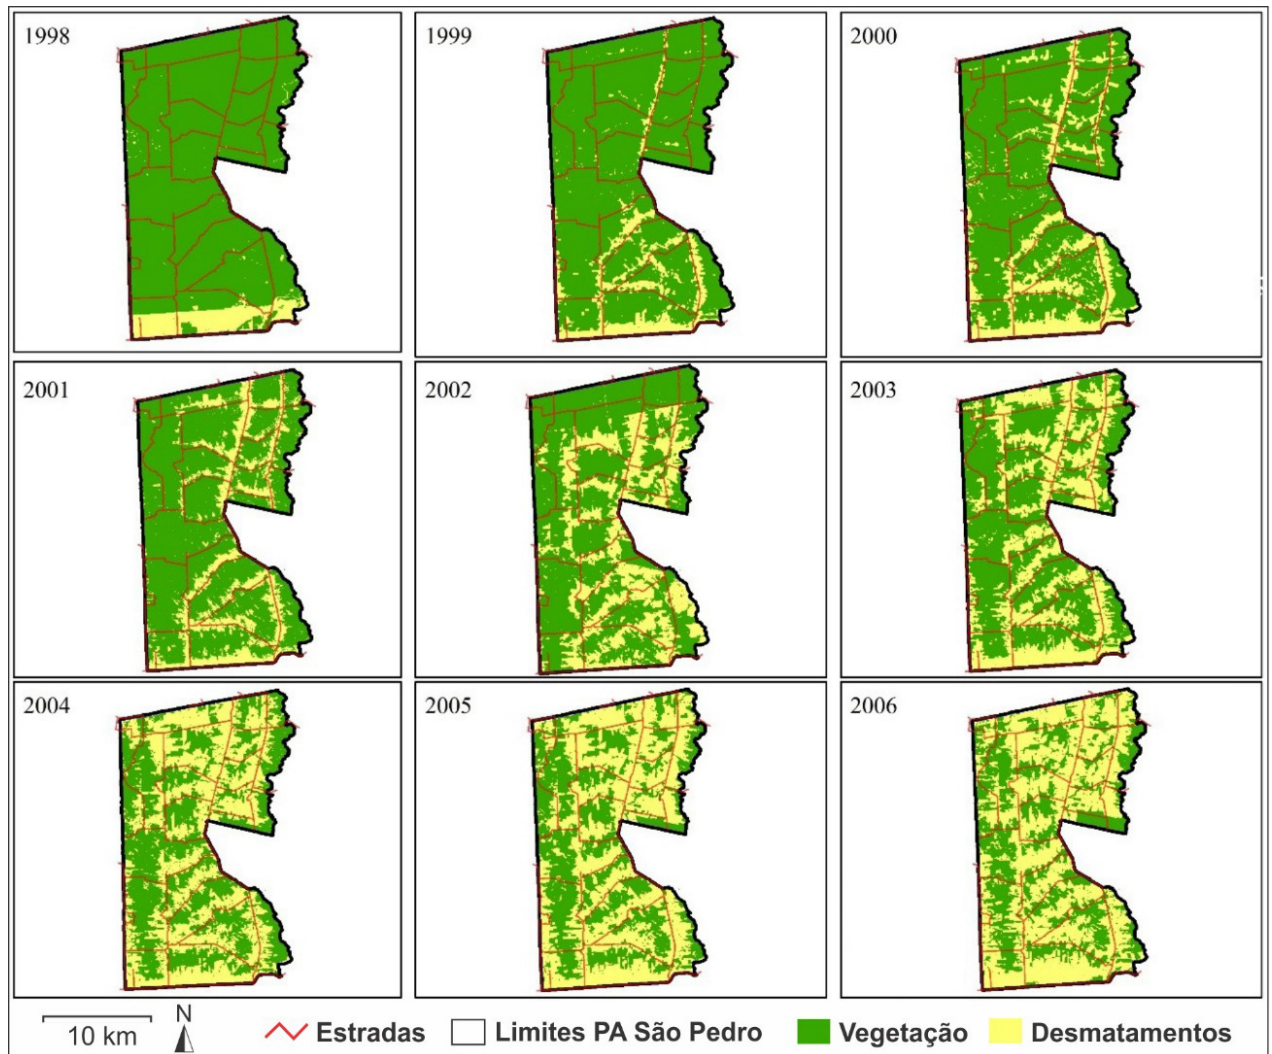 1998
1999
2000
2001
2002
2003
2004
2005
2006
10 km
N
Estradas
Limites PA São Pedro
Vegetação
Desmatamentos